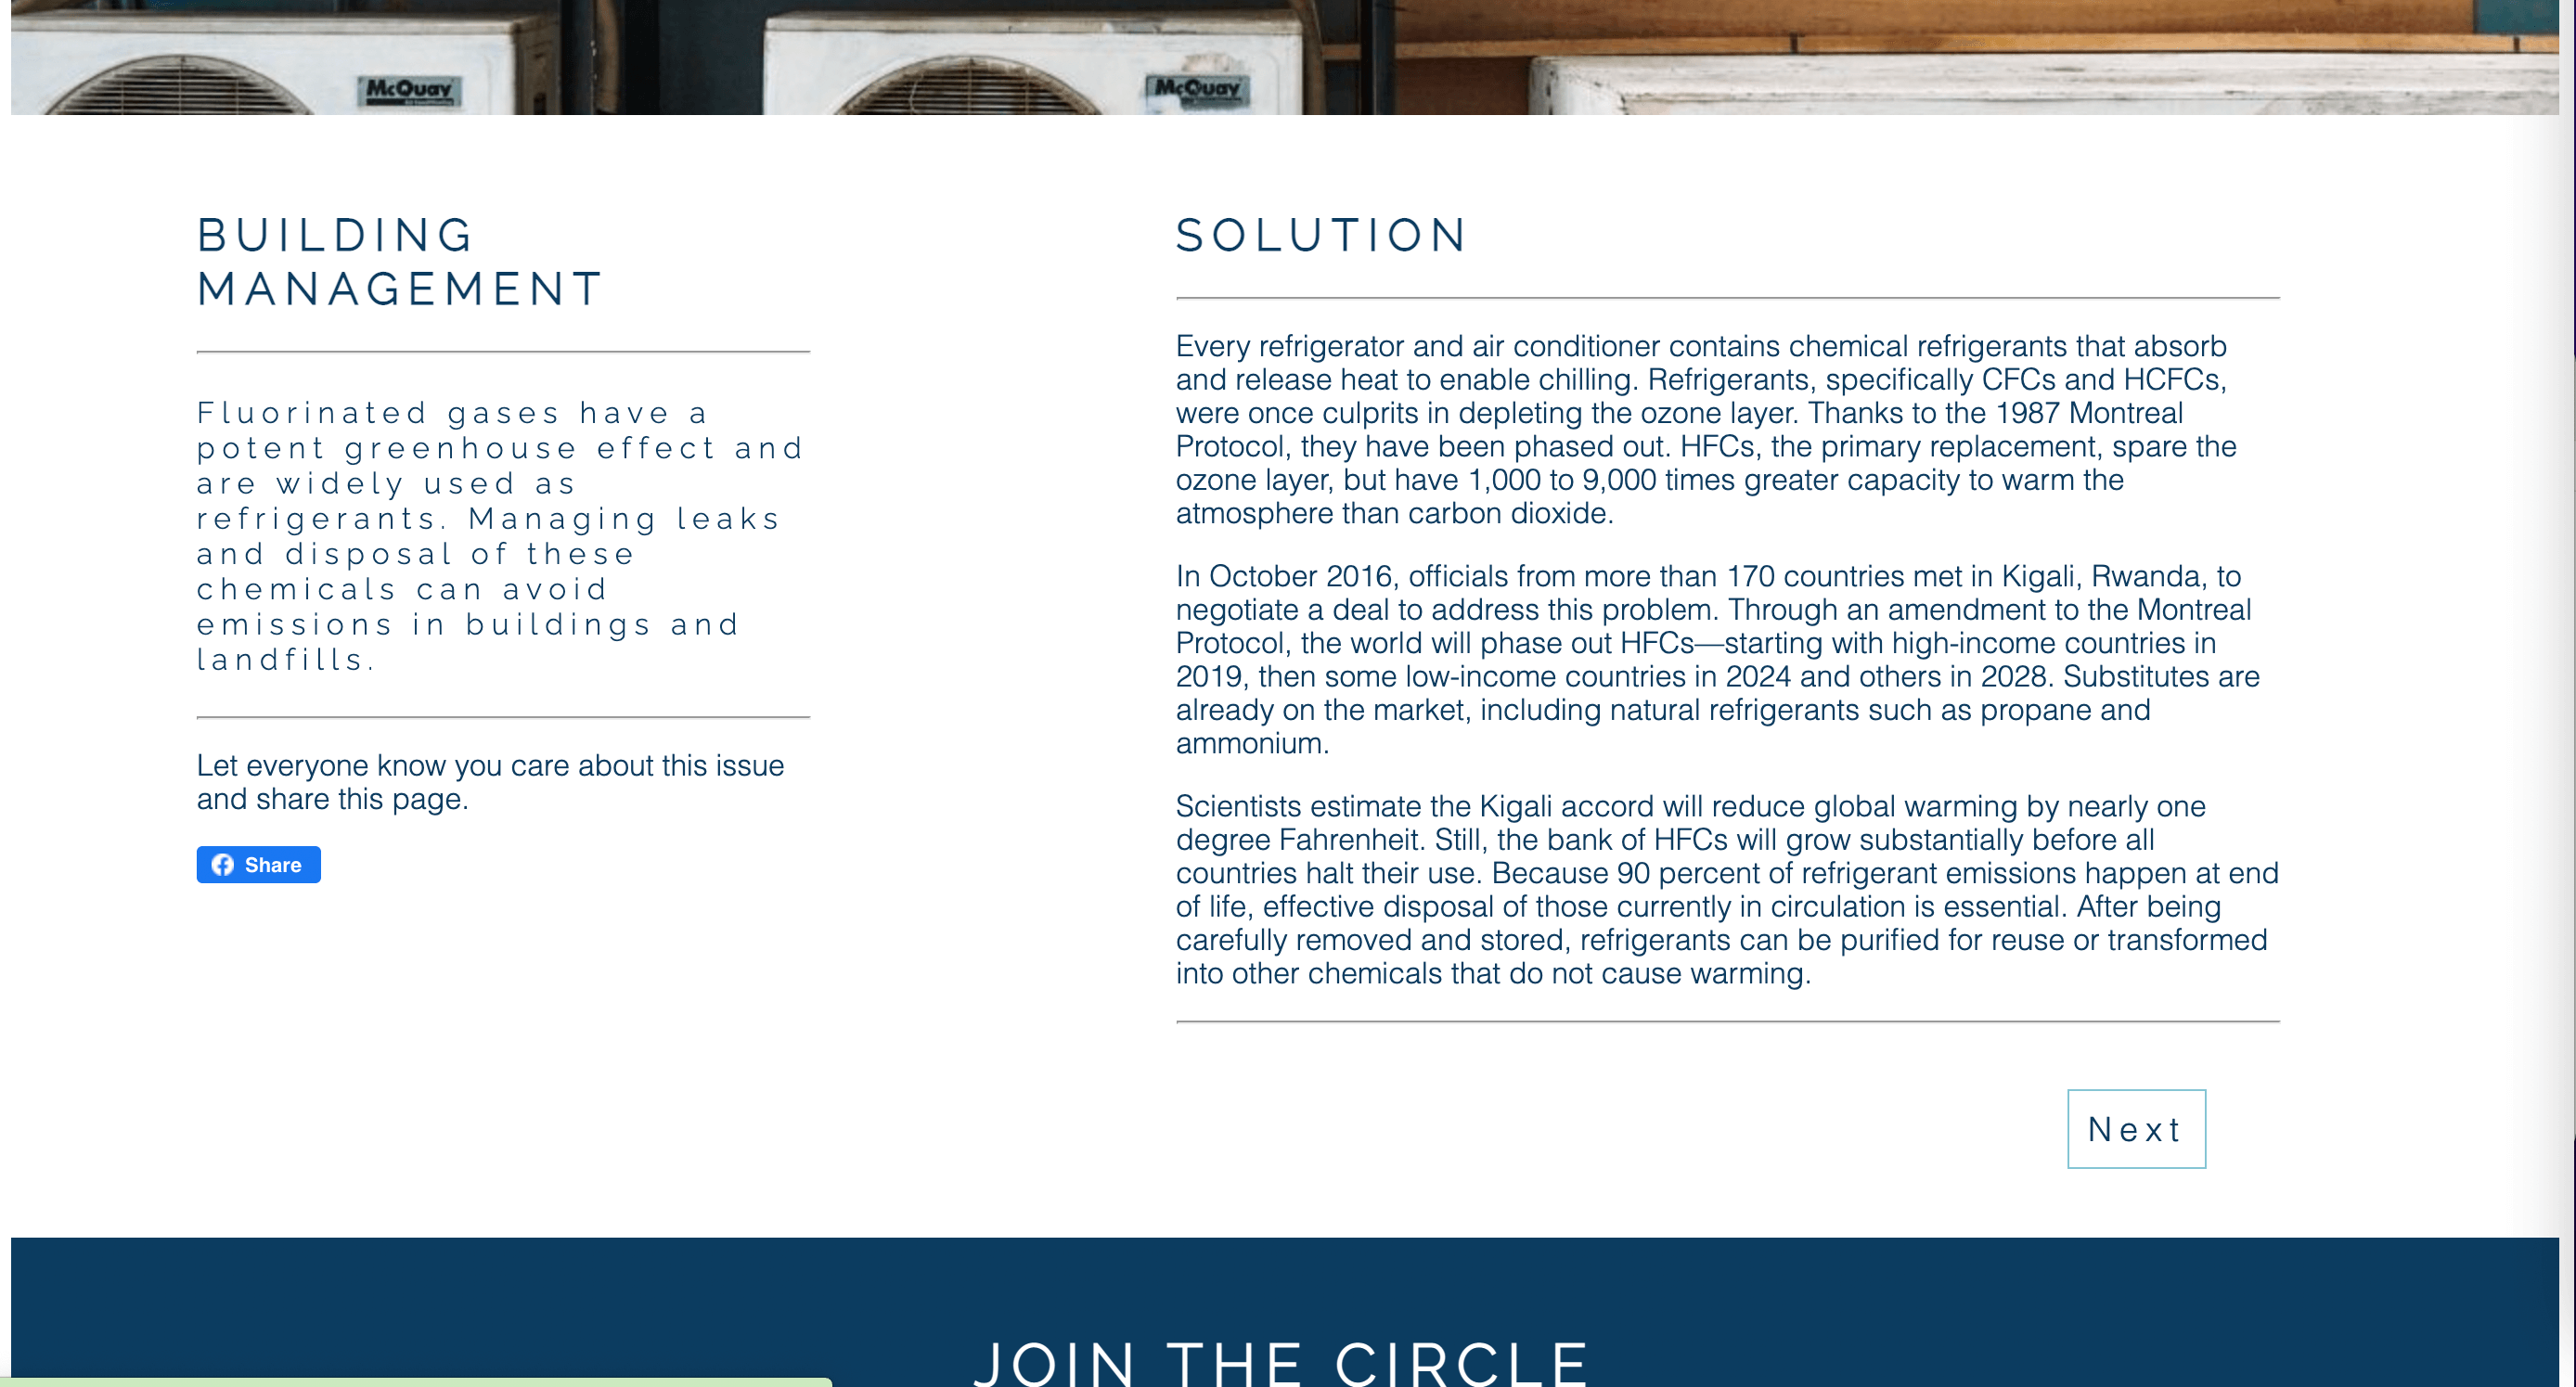 McQuay
McQuay
BUILDING
MANAGEMENT
Fluorinated gases have a
potent greenhouse effect and
are widely used as
refrigerants. Managing leaks
and disposal of these
chemicals can avoid
emissions in buildings and
landfills.
Let everyone know you care about this issue
and share this page.
Share
SOLUTION
Every refrigerator and air conditioner contains chemical refrigerants that absorb
and release heat to enable chilling. Refrigerants, specifically CFCs and HCFCs,
were once culprits in depleting the ozone layer. Thanks to the 1987 Montreal
Protocol, they have been phased out. HFCs, the primary replacement, spare the
ozone layer, but have 1,000 to 9,000 times greater capacity to warm the
atmosphere than carbon dioxide.
In October 2016, officials from more than 170 countries met in Kigali, Rwanda, to
negotiate a deal to address this problem. Through an amendment to the Montreal
Protocol, the world will phase out HFCs—starting with high-income countries in
2019, then some low-income countries in 2024 and others in 2028. Substitutes are
already on the market, including natural refrigerants such as propane and
ammonium.
Scientists estimate the Kigali accord will reduce global warming by nearly one
degree Fahrenheit. Still, the bank of HFCs will grow substantially before all
countries halt their use. Because 90 percent of refrigerant emissions happen at end
of life, effective disposal of those currently in circulation is essential. After being
carefully removed and stored, refrigerants can be purified for reuse or transformed
into other chemicals that do not cause warming.
Next
JOIN THE CIRCLE